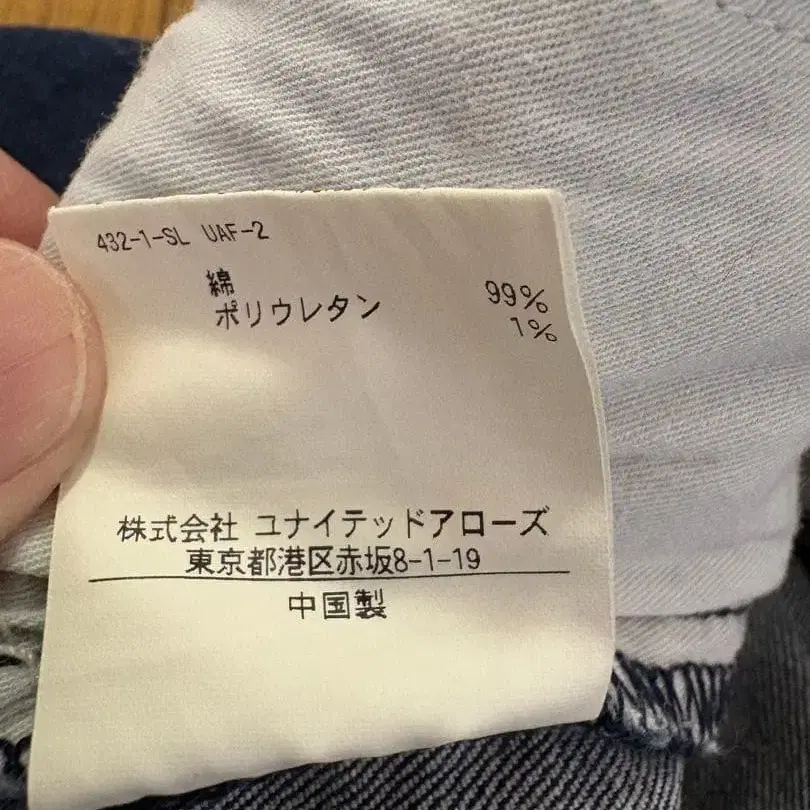 432-1-SL UAF-2
綿 99%
ポリウレタン 1%
株式会社 ユナイテッドアローズ
東京都港区赤坂8-1-19
中国製